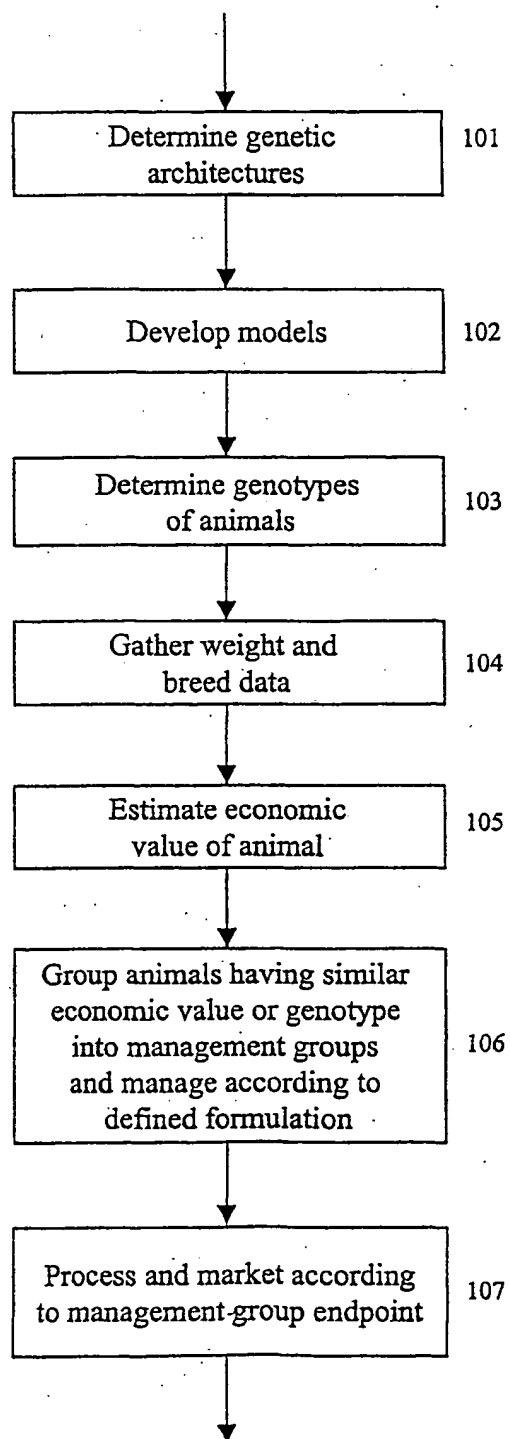 Determine genetic
architectures
101
Develop models
102
Determine genotypes
of animals
103
Gather weight and
breed data
104
Estimate economic
value of animal
105
Group animals having similar
economic value or genotype
into management groups
and manage according to
defined formulation
106
Process and market according
to management-group endpoint
107